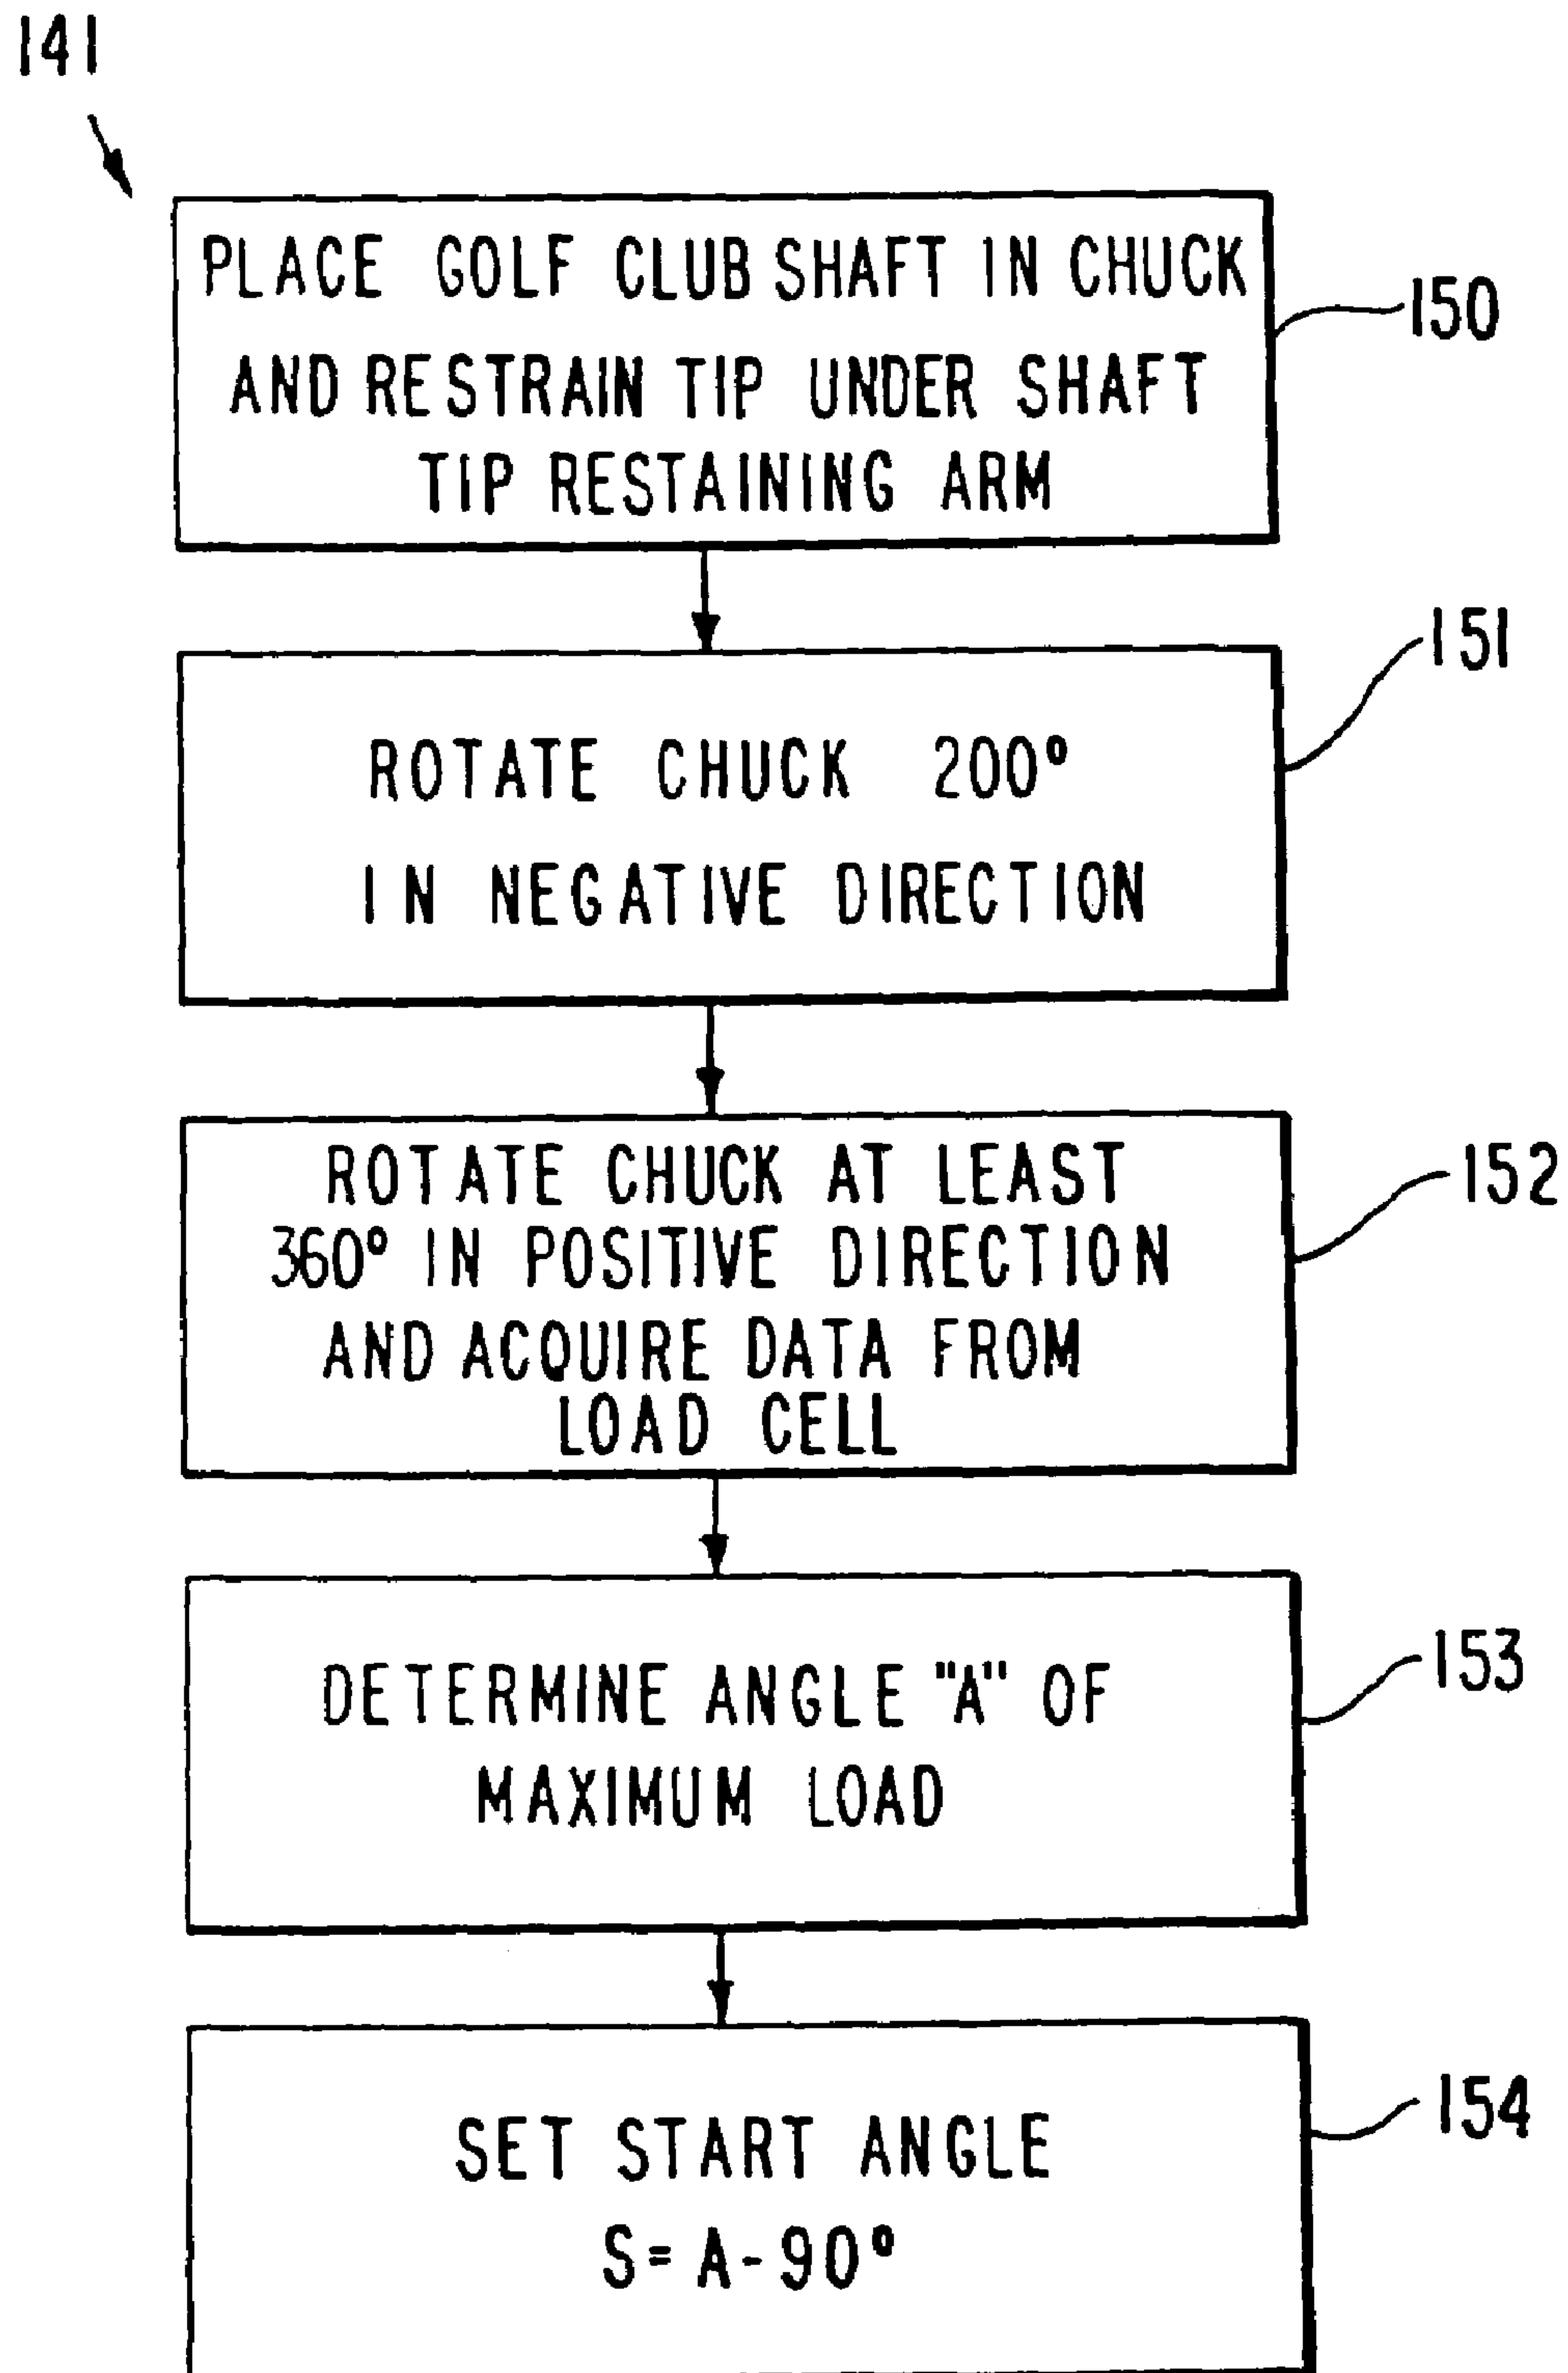 141
PLACE GOLF CLUB SHAFT IN CHUCK
AND RESTRAIN TIP UNDER SHAFT
TIP RESTAINING ARM
150
ROTATE CHUCK 200°
IN NEGATIVE DIRECTION
151
ROTATE CHUCK AT LEAST
360° IN POSITIVE DIRECTION
AND ACQUIRE DATA FROM
LOAD CELL
152
DETERMINE ANGLE "A" OF
MAXIMUM LOAD
153
SET START ANGLE
S= A-90°
154